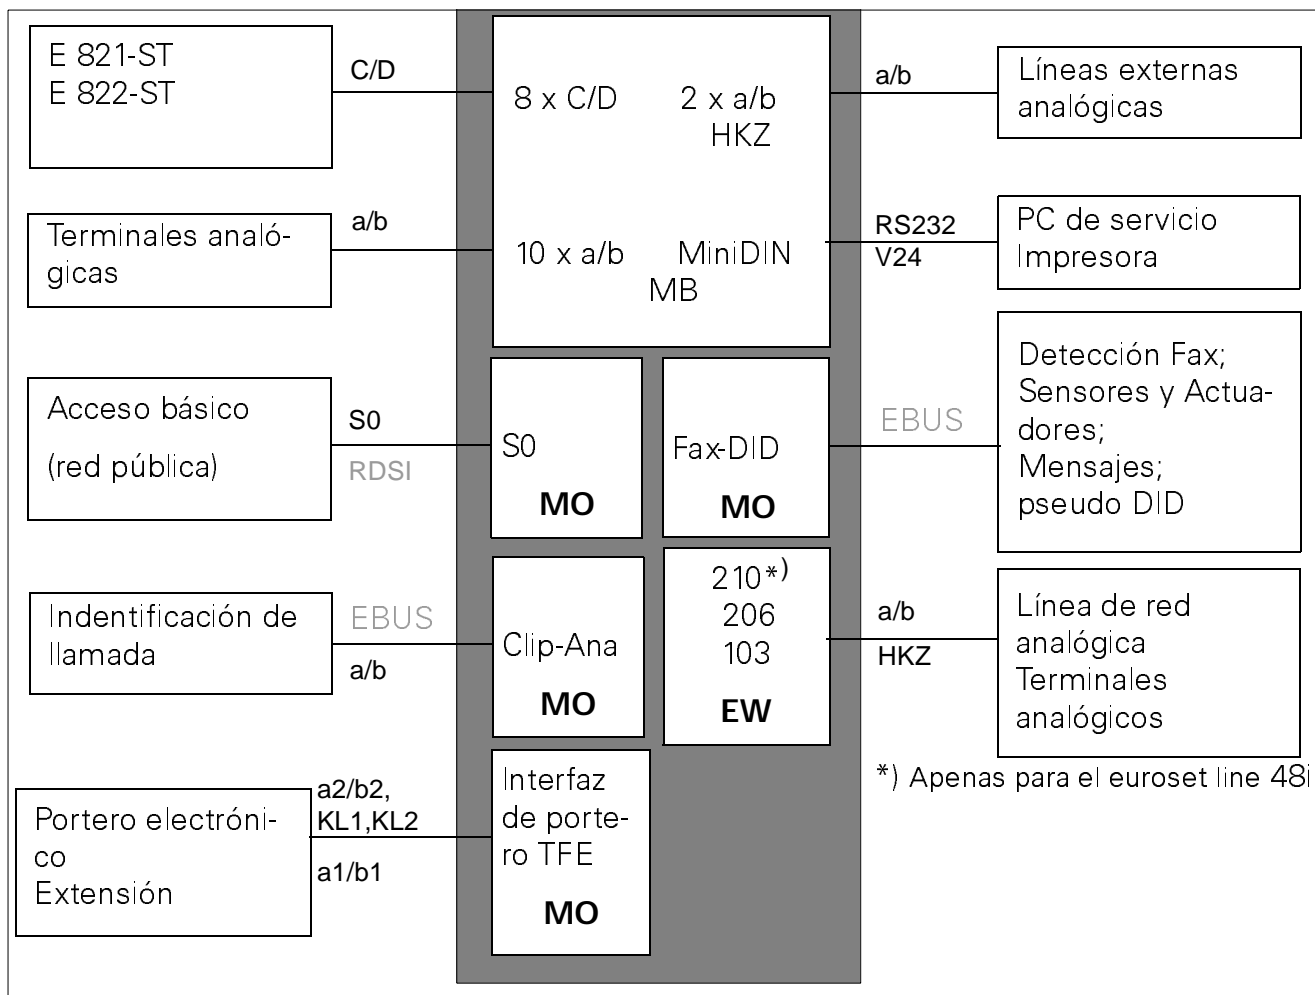 E 821-ST
E 822-ST
C/D
8 x C/D
2 x a/b
HKZ
a/b
Líneas externas
analógicas
Terminales analó-
gicas
a/b
10 x a/b
MiniDIN
MB
RS232
V24
PC de servicio
Impresora
Acceso básico
(red pública)
S0
RDSI
S0
MO
Fax-DID
MO
EBUS
Detección Fax;
Sensores y Actua-
dores;
Mensajes;
pseudo DID
Indentificación de
llamada
EBUS
a/b
Clip-Ana
MO
210*)
206
103
EW
a/b
HKZ
Línea de red
analógica
Terminales
analógicos
*) Apenas para el euroset line 48i
Portero electróni-
co
Extensión
a2/b2,
KL1,KL2
a1/b1
Interfaz
de porte-
ro TFE
MO